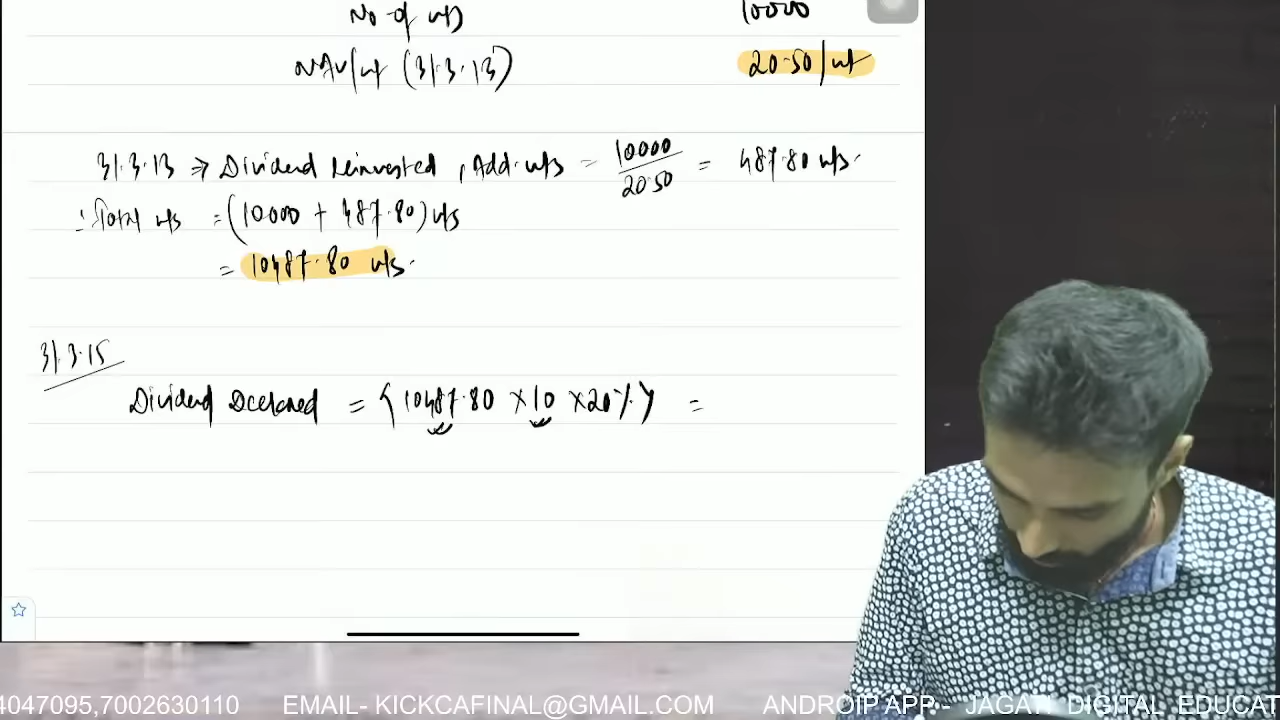 No of uts 10000
NAV/ut (31.3.13) 20.50/ut
31.3.13 ⇒ Dividend Reinvested, Add. uts = 10000/20.50 = 487.80 uts.
∴ Total uts = (10000 + 487.80) uts
= 10487.80 uts.
31.3.15
Dividend Declared = {10487.80 × 10 × 20%} =
4047095,7002630110 EMAIL- KICKCAFINAL@GMAIL.COM ANDROIP APP - JAGATI DIGITAL EDUCAT